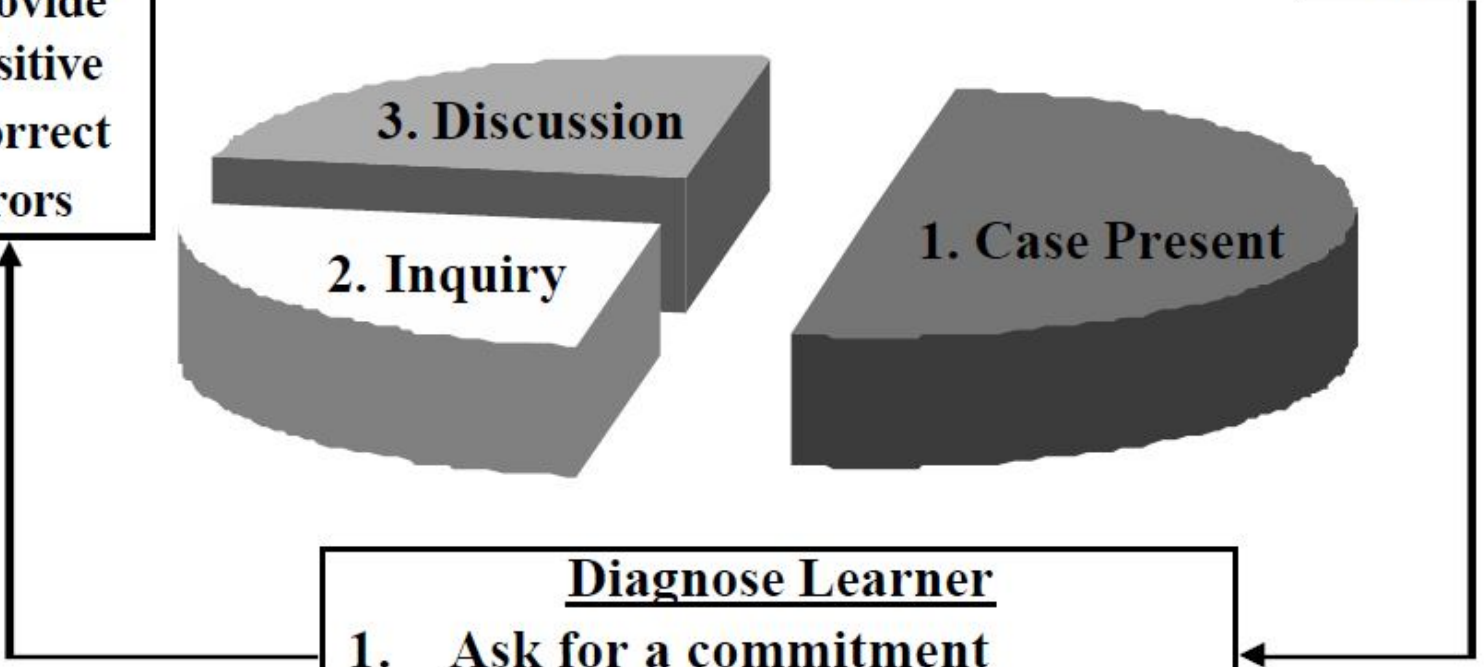 ovide
sitive
orrect
rors
3. Discussion
1. Case Present
2. Inquiry
Diagnose Learner
1. Ask for a commitment